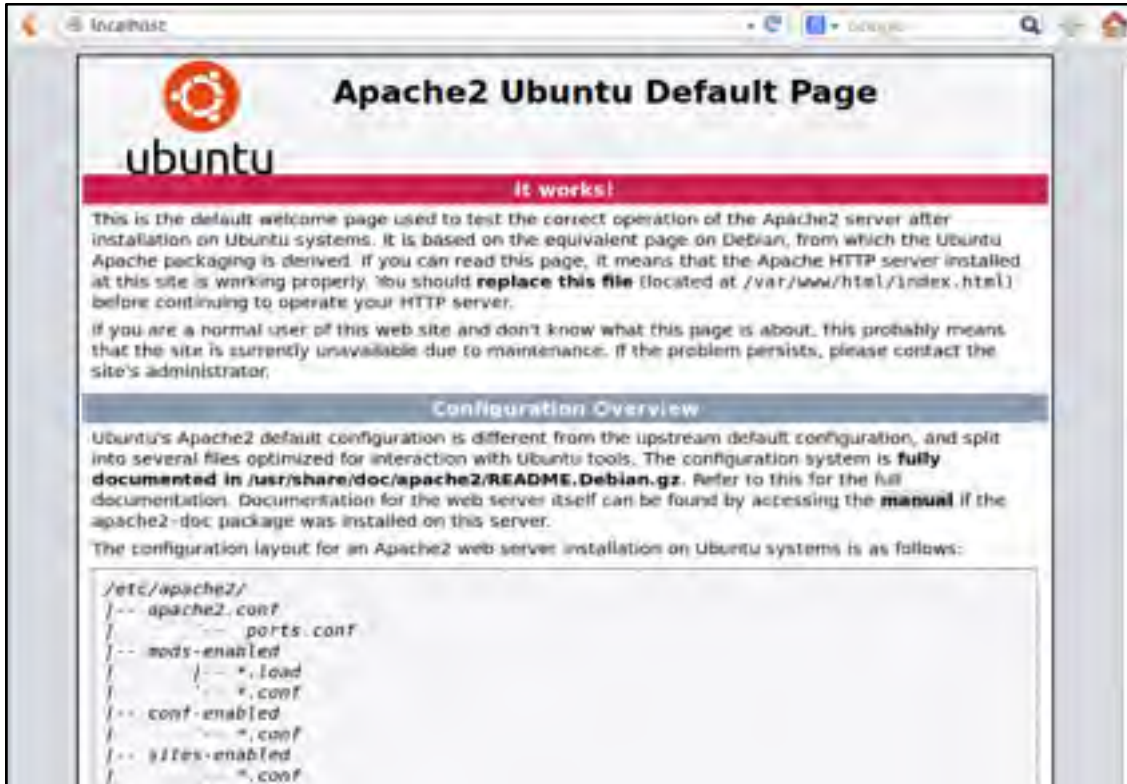 localhost
Google
Apache2 Ubuntu Default Page
ubuntu
It works!
This is the default welcome page used to test the correct operation of the Apache2 server after
installation on Ubuntu systems. It is based on the equivalent page on Debian, from which the Ubuntu
Apache packaging is derived. If you can read this page, it means that the Apache HTTP server installed
at this site is working properly. You should replace this file (located at /var/www/html/index.html)
before continuing to operate your HTTP server.
If you are a normal user of this web site and don't know what this page is about, this probably means
that the site is currently unavailable due to maintenance. If the problem persists, please contact the
site's administrator.
Configuration Overview
Ubuntu's Apache2 default configuration is different from the upstream default configuration, and split
into several files optimized for interaction with Ubuntu tools. The configuration system is fully
documented in /usr/share/doc/apache2/README.Debian.gz. Refer to this for the full
documentation. Documentation for the web server itself can be found by accessing the manual if the
apache2-doc package was installed on this server.
The configuration layout for an Apache2 web server installation on Ubuntu systems is as follows:
/etc/apache2/
|-- apache2.conf
|       `--  ports.conf
|-- mods-enabled
|       |-- *.load
|       `-- *.conf
|-- conf-enabled
|       `-- *.conf
|-- sites-enabled
|       `-- *.conf